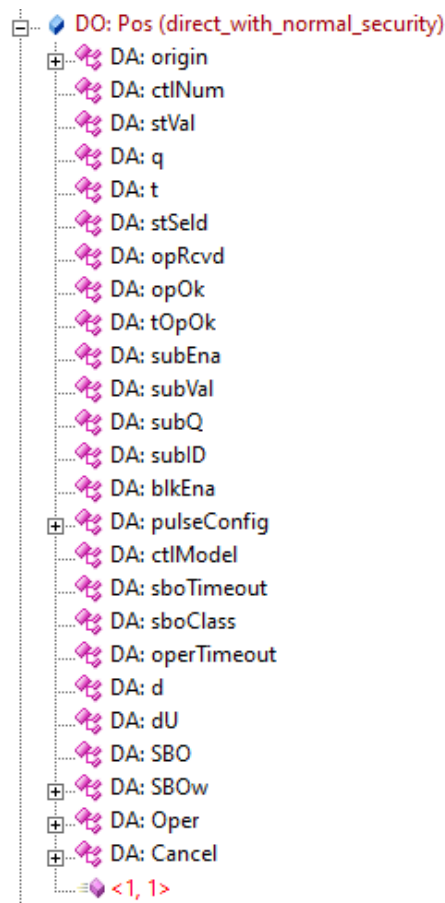 DO: Pos (direct_with_normal_security)
DA: origin
DA: ctlNum
DA: stVal
DA: q
DA: t
DA: stSeld
DA: opRcvd
DA: opOk
DA: tOpOk
DA: subEna
DA: subVal
DA: subQ
DA: subID
DA: blkEna
DA: pulseConfig
DA: ctlModel
DA: sboTimeout
DA: sboClass
DA: operTimeout
DA: d
DA: dU
DA: SBO
DA: SBOw
DA: Oper
DA: Cancel
<1, 1>